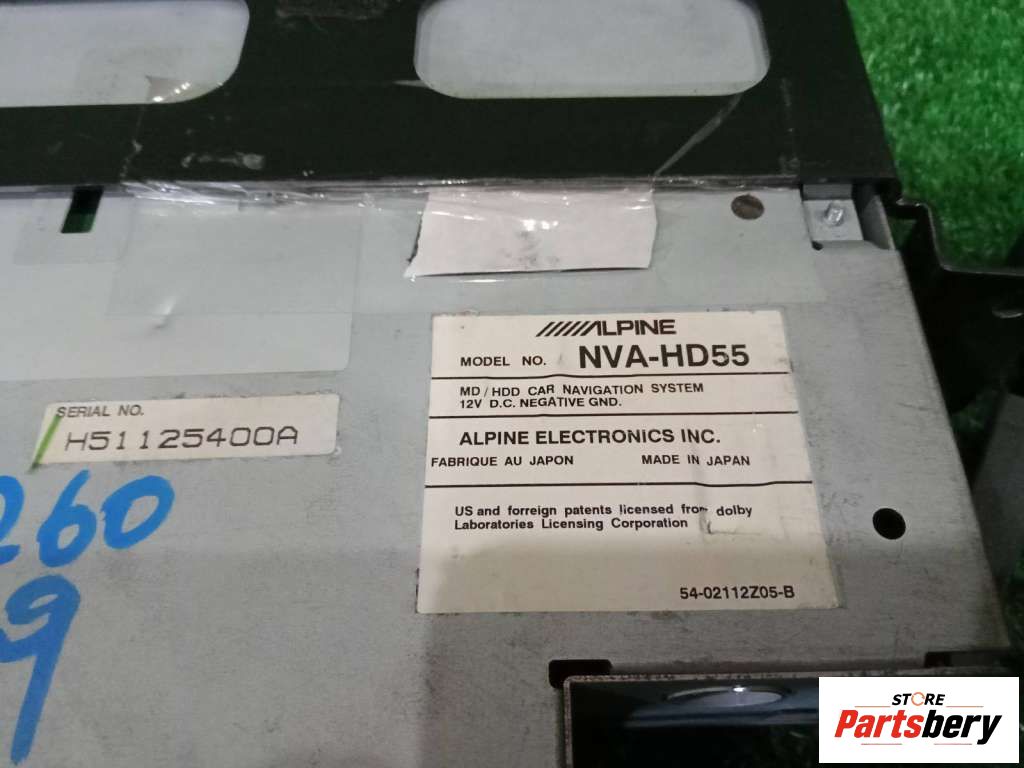 ALPINE
MODEL NO. NVA-HD55
MD / HDD CAR NAVIGATION SYSTEM
12V D.C. NEGATIVE GND.
ALPINE ELECTRONICS INC.
FABRIQUE AU JAPON MADE IN JAPAN
US and forreign patents licensed from dolby
Laboratories Licensing Corporation
54-02112Z05-B
SERIAL NO.
H51125400A
260
9
STORE
Partsbery